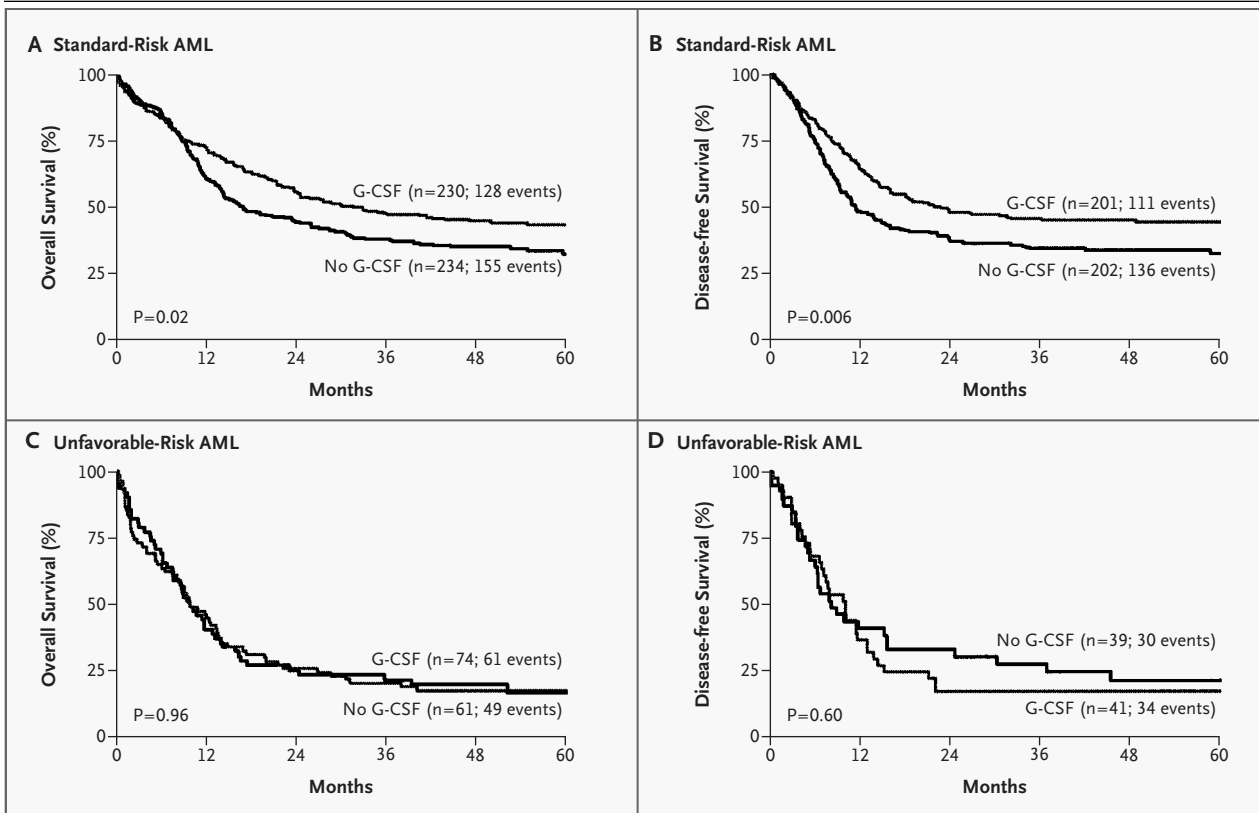 A Standard-Risk AML
Overall Survival (%)
100
75
50
25
0
G-CSF (n=230; 128 events)
No G-CSF (n=234; 155 events)
P=0.02
0 12 24 36 48 60
Months
B Standard-Risk AML
Disease-free Survival (%)
100
75
50
25
0
G-CSF (n=201; 111 events)
No G-CSF (n=202; 136 events)
P=0.006
0 12 24 36 48 60
Months
C Unfavorable-Risk AML
Overall Survival (%)
100
75
50
25
0
G-CSF (n=74; 61 events)
No G-CSF (n=61; 49 events)
P=0.96
0 12 24 36 48 60
Months
D Unfavorable-Risk AML
Disease-free Survival (%)
100
75
50
25
0
No G-CSF (n=39; 30 events)
G-CSF (n=41; 34 events)
P=0.60
0 12 24 36 48 60
Months